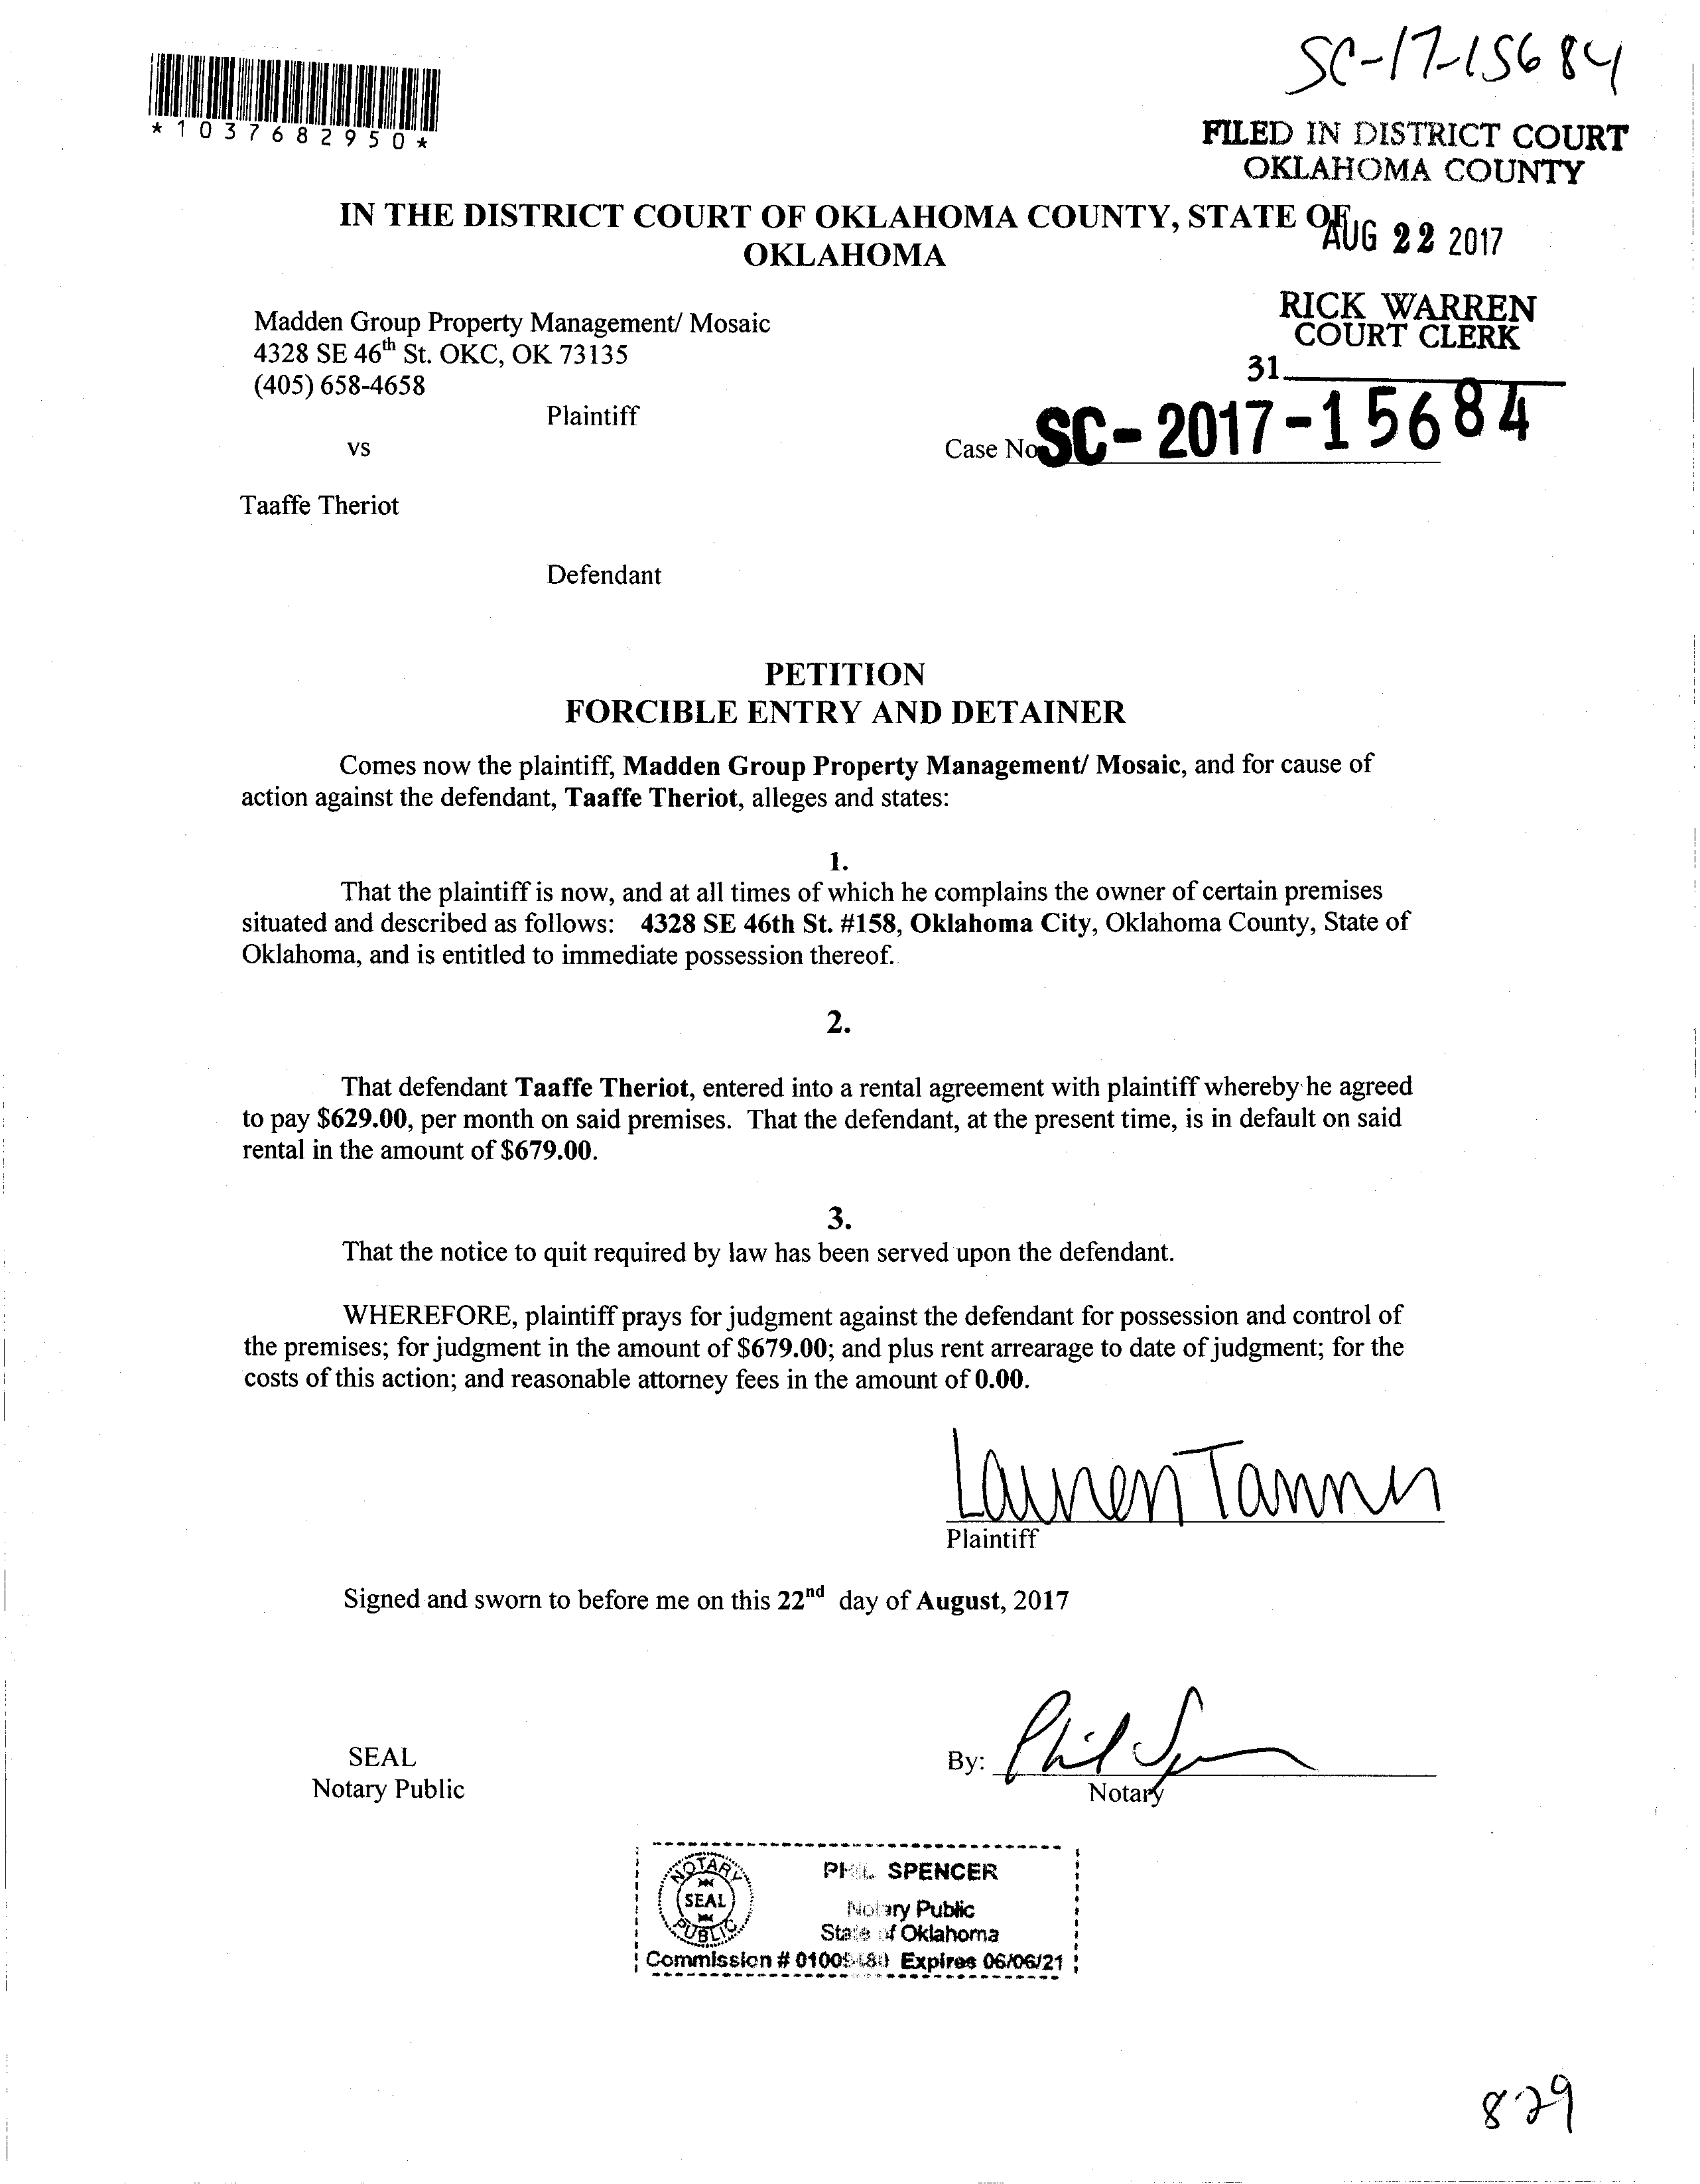 SC-17-15684
*1037682950*
FILED IN DISTRICT COURT
OKLAHOMA COUNTY
IN THE DISTRICT COURT OF OKLAHOMA COUNTY, STATE OF
OKLAHOMA
AUG 22 2017
RICK WARREN
COURT CLERK
31
Madden Group Property Management/ Mosaic
4328 SE 46th St. OKC, OK 73135
(405) 658-4658
Plaintiff
vs
Case No SC-2017-15684
Taaffe Theriot
Defendant
PETITION
FORCIBLE ENTRY AND DETAINER
Comes now the plaintiff, Madden Group Property Management/ Mosaic, and for cause of
action against the defendant, Taaffe Theriot, alleges and states:
1.
That the plaintiff is now, and at all times of which he complains the owner of certain premises
situated and described as follows: 4328 SE 46th St. #158, Oklahoma City, Oklahoma County, State of
Oklahoma, and is entitled to immediate possession thereof.
2.
That defendant Taaffe Theriot, entered into a rental agreement with plaintiff whereby he agreed
to pay $629.00, per month on said premises. That the defendant, at the present time, is in default on said
rental in the amount of $679.00.
3.
That the notice to quit required by law has been served upon the defendant.
WHEREFORE, plaintiff prays for judgment against the defendant for possession and control of
the premises; for judgment in the amount of $679.00; and plus rent arrearage to date of judgment; for the
costs of this action; and reasonable attorney fees in the amount of 0.00.
Lauren Tanner
Plaintiff
Signed and sworn to before me on this 22nd day of August, 2017
SEAL
Notary Public
By: Phil Spencer
Notary
NOTARY
SEAL
PUBLIC
PHIL SPENCER
Notary Public
State of Oklahoma
Commission # Expires 06/06/21
829